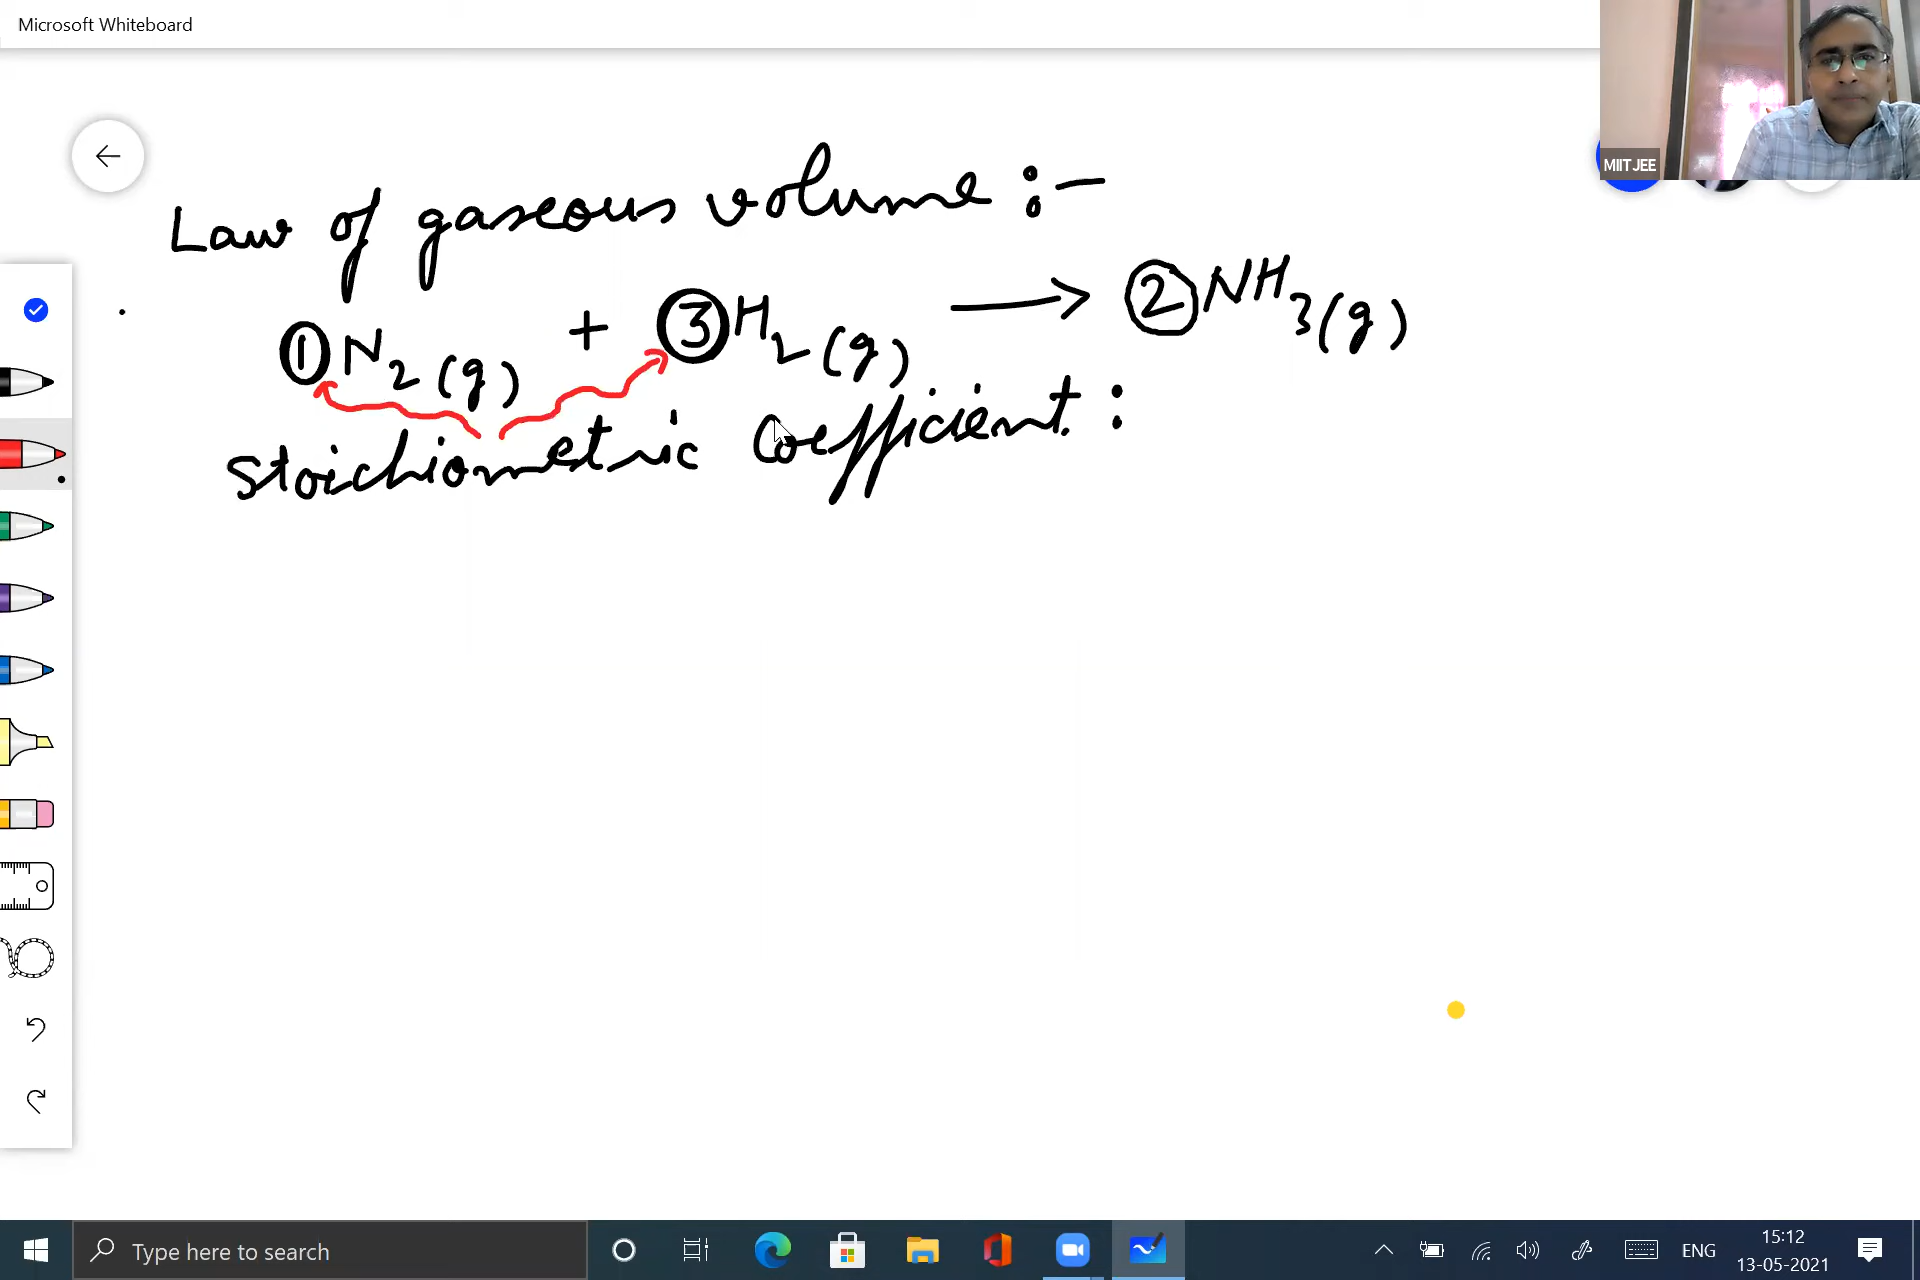 Microsoft Whiteboard
MIIT JEE
Law of gaseous volume :-
① N₂(g) + ③ H₂(g) ⟶ ② NH₃(g)
Stoichiometric Coefficient :
Type here to search
ENG
15:12
13-05-2021